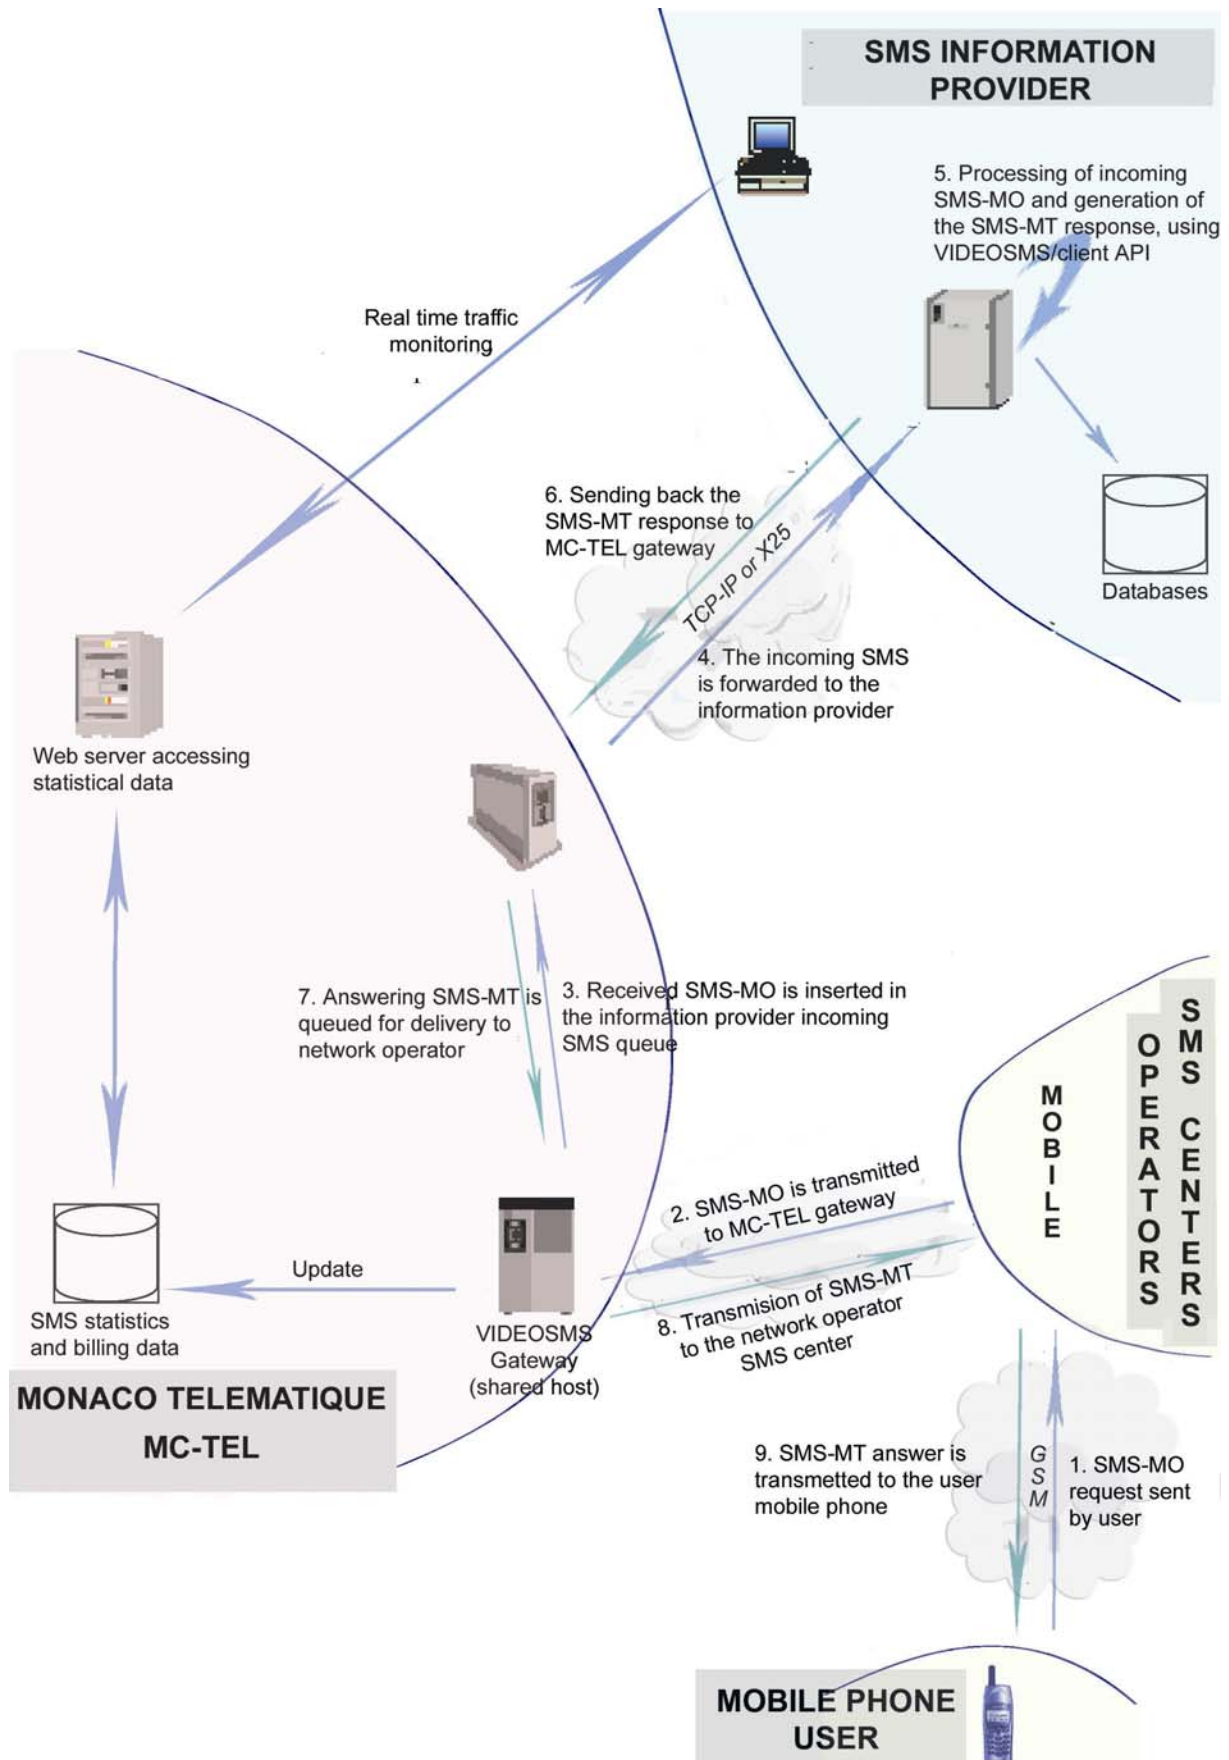 SMS INFORMATION
PROVIDER
5. Processing of incoming
SMS-MO and generation of
the SMS-MT response, using
VIDEOSMS/client API
Real time traffic
monitoring
6. Sending back the
SMS-MT response to
MC-TEL gateway
TCP-IP or X25
Databases
4. The incoming SMS
is forwarded to the
information provider
Web server accessing
statistical data
7. Answering SMS-MT is
queued for delivery to
network operator
3. Received SMS-MO is inserted in
the information provider incoming
SMS queue
MOBILE
OPERATORS
SMS CENTERS
2. SMS-MO is transmitted
to MC-TEL gateway
Update
8. Transmision of SMS-MT
to the network operator
SMS center
SMS statistics
and billing data
VIDEOSMS
Gateway
(shared host)
MONACO TELEMATIQUE
MC-TEL
9. SMS-MT answer is
transmetted to the user
mobile phone
GSM
1. SMS-MO
request sent
by user
MOBILE PHONE
USER